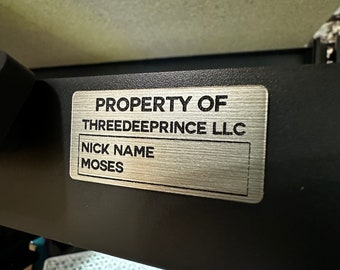 PROPERTY OF
THREEDEEPRINCE LLC
NICK NAME
MOSES